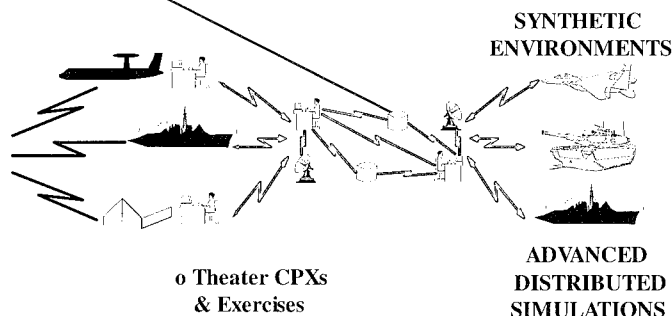 SYNTHETIC
ENVIRONMENTS
o Theater CPXs
& Exercises
ADVANCED
DISTRIBUTED
SIMULATIONS